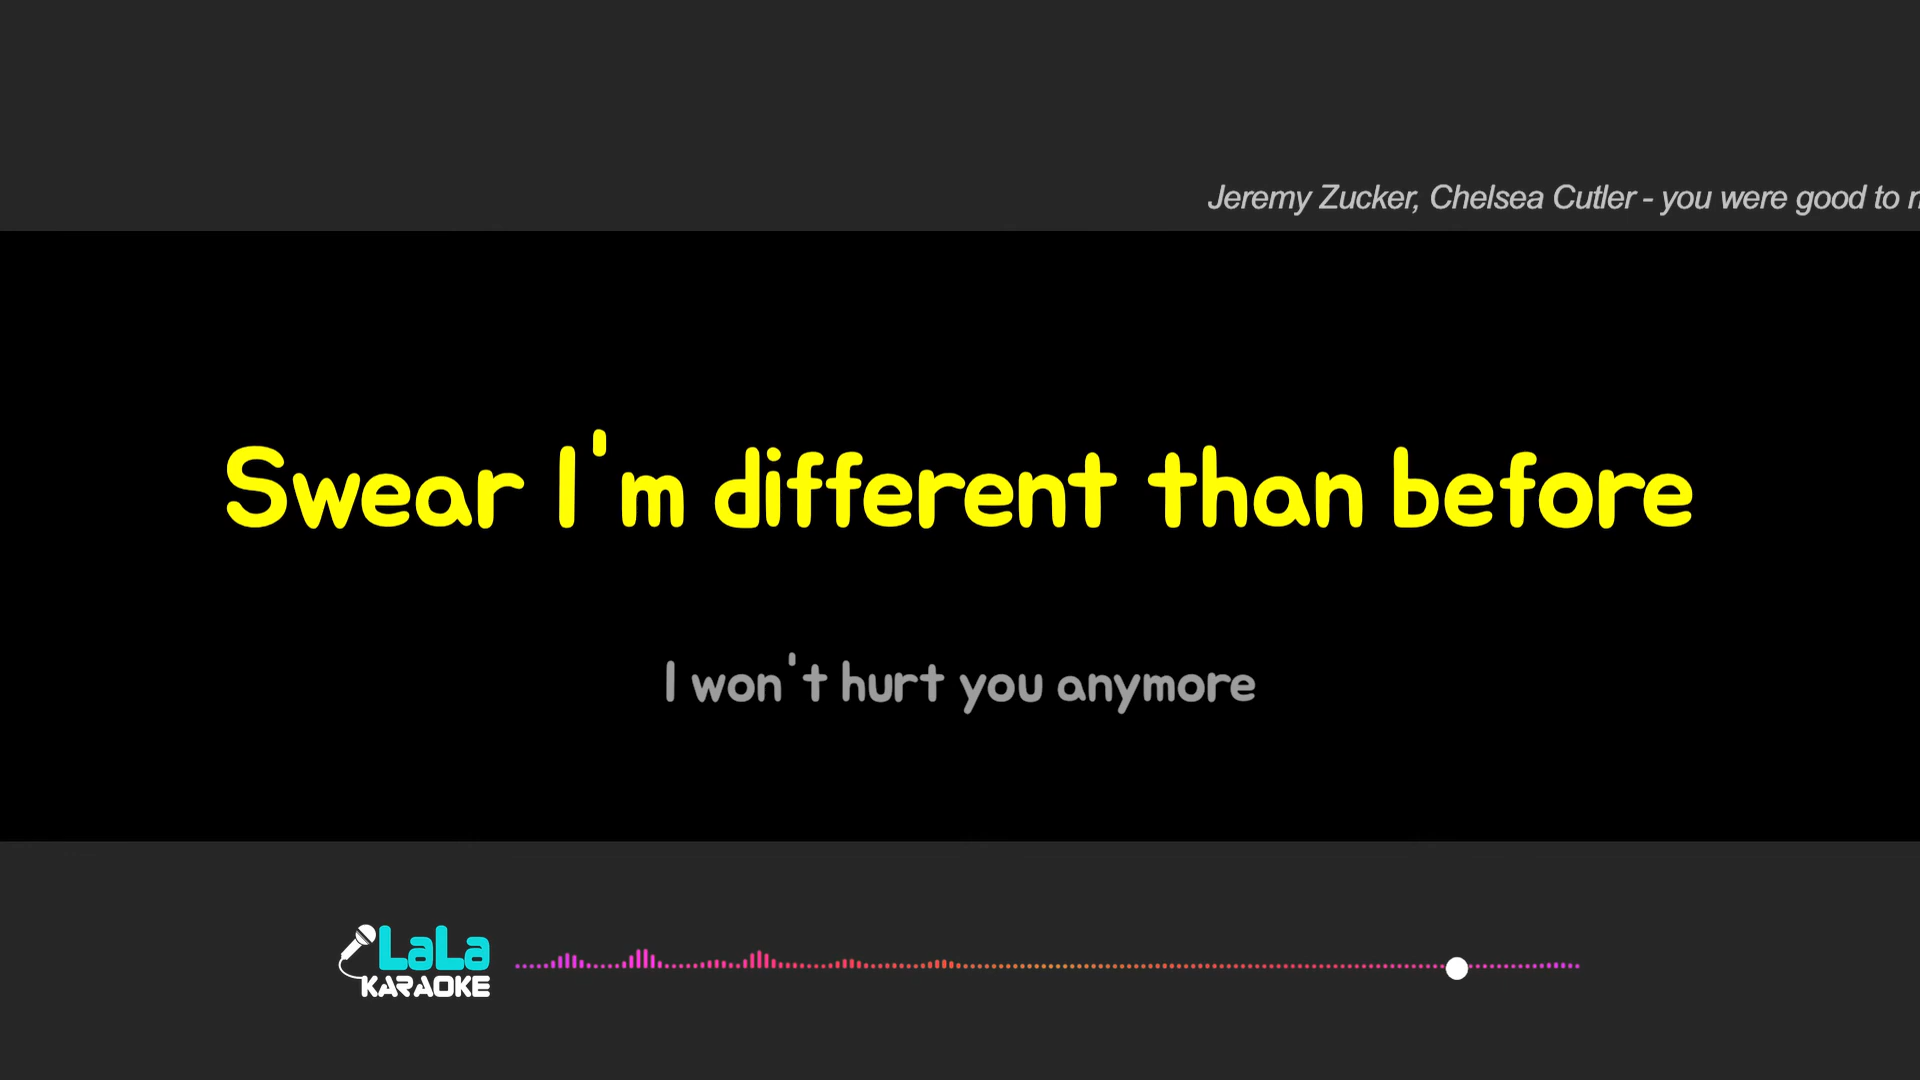 Jeremy Zucker, Chelsea Cutler - you were good to
Swear I'm different than before
I won't hurt you anymore
LaLa
KARAOKE